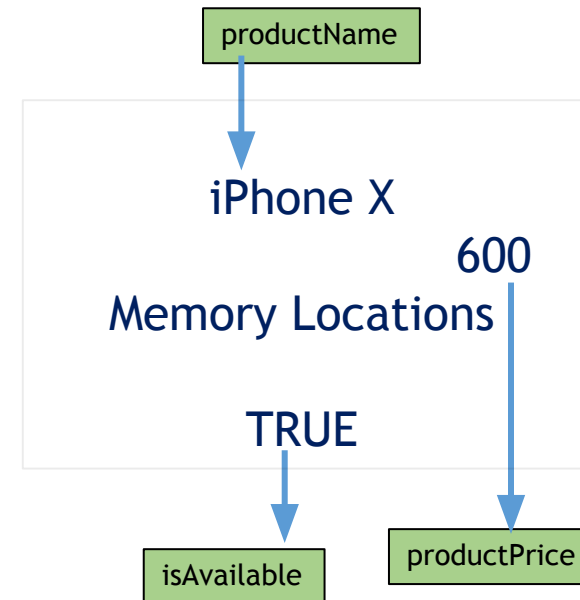 productName
iPhone X
600
Memory Locations
TRUE
isAvailable
productPrice